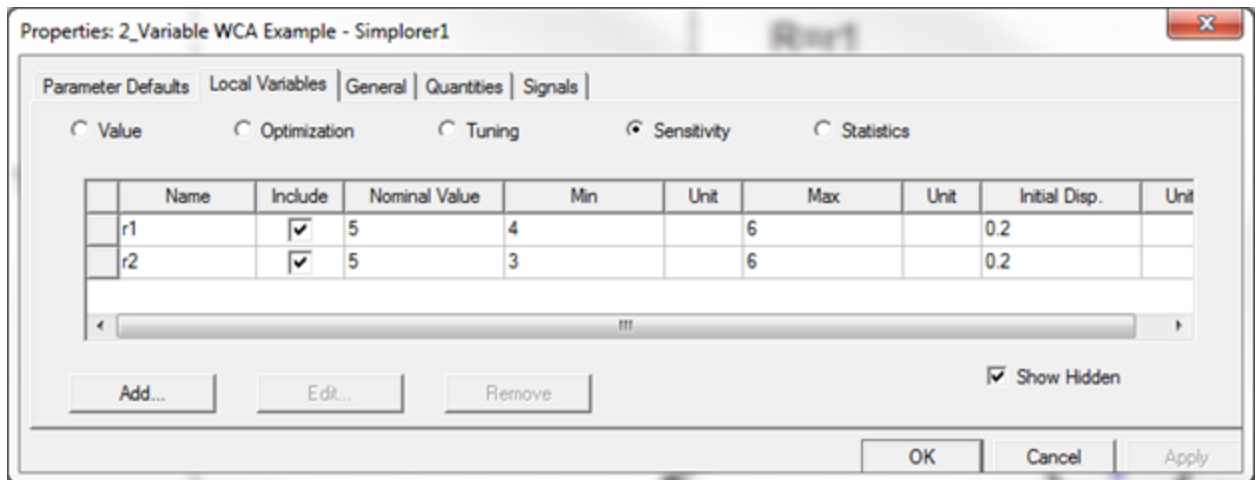 Properties: 2_Variable WCA Example - Simplorer1
R=r1
Parameter Defaults Local Variables General Quantities Signals
Value Optimization Tuning Sensitivity Statistics
Name Include Nominal Value Min Unit Max Unit Initial Disp. Unit
r1 5 4 6 0.2
r2 5 3 6 0.2
Show Hidden
Add... Edit... Remove
OK Cancel Apply